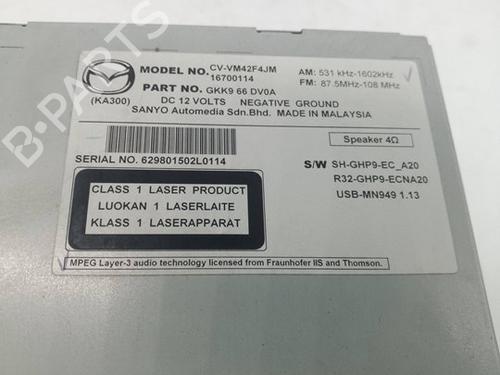 MODEL NO. CV-VM42F4JM AM: 531 kHz-1602kHz
16700114 FM: 87.5MHz-108 MHz
PART NO. GKK9 66 DV0A
(KA300) DC 12 VOLTS NEGATIVE GROUND
SANYO Automedia Sdn.Bhd. MADE IN MALAYSIA
Speaker 4Ω
SERIAL NO. 629801502L0114
S/W SH-GHP9-EC_A20
R32-GHP9-ECNA20
USB-MN949 1.13
CLASS 1 LASER PRODUCT
LUOKAN 1 LASERLAITE
KLASS 1 LASERAPPARAT
MPEG Layer-3 audio technology licensed from Fraunhofer IIS and Thomson.
B-PARTS